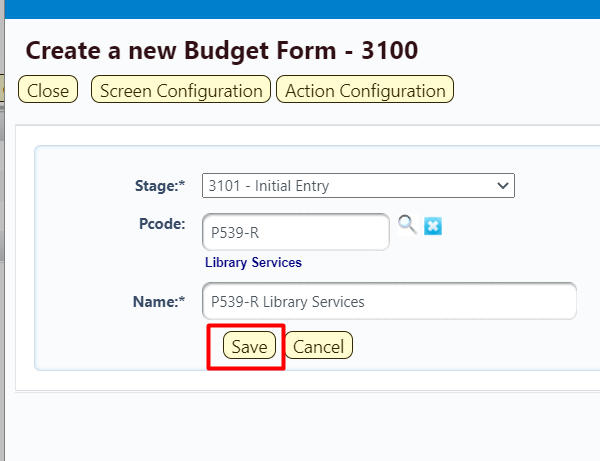 Create a new Budget Form - 3100
Close Screen Configuration Action Configuration
Stage:* 3101 - Initial Entry
Pcode: P539-R
Library Services
Name:* P539-R Library Services
Save Cancel